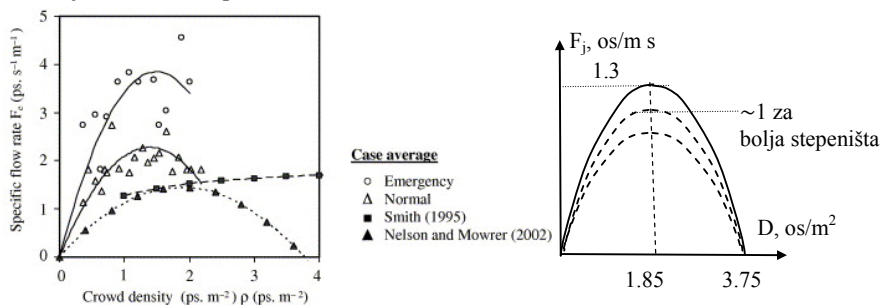 Specific flow rate Fc (ps. s⁻¹ m⁻¹)
5
4
3
2
1
0
0 1 2 3 4
Crowd density (ps. m⁻²) ρ (ps. m⁻²)
Case average
Emergency
Normal
Smith (1995)
Nelson and Mowrer (2002)
Fj, os/m s
1.3
~1 za
bolja stepeništa
D, os/m²
1.85 3.75